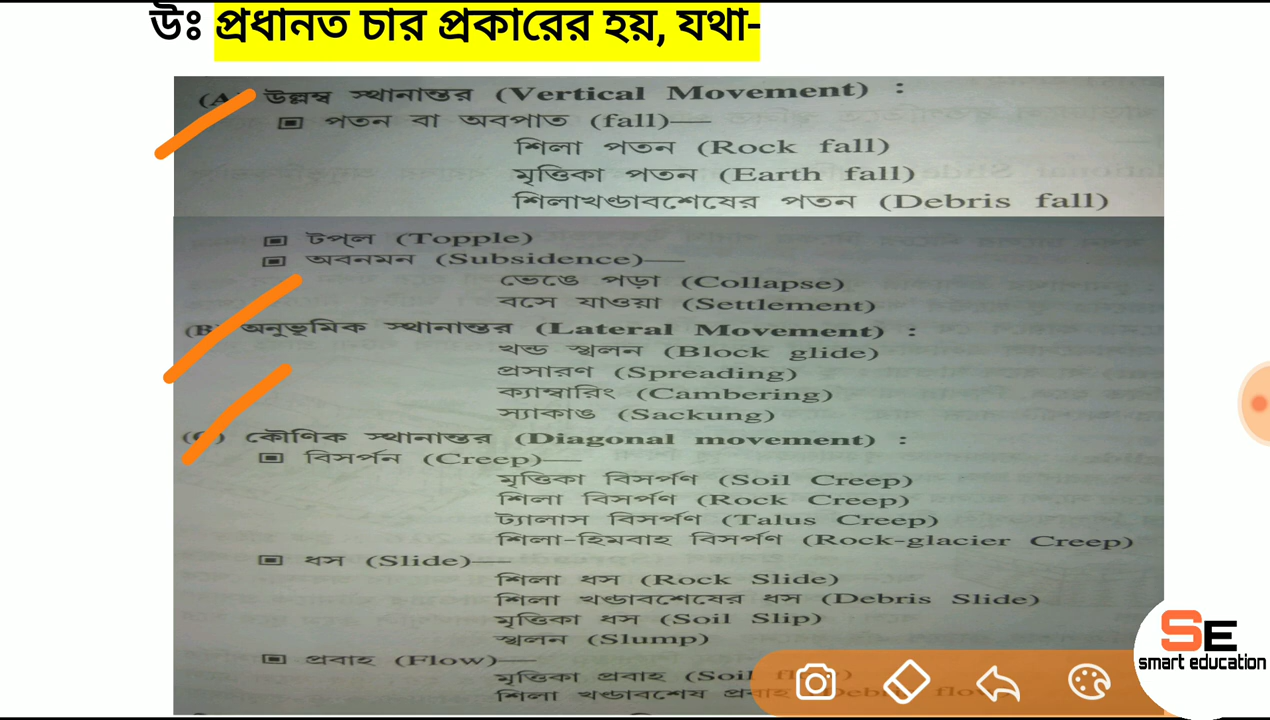 উঃ প্রধানত চার প্রকারের হয়, যথা-
উল্লম্ব স্থানান্তর (Vertical Movement) :
পতন বা অবপাত (fall)—
শিলা পতন (Rock fall)
মৃত্তিকা পতন (Earth fall)
শিলাখণ্ডাবশেষের পতন (Debris fall)
টপ্‌ল (Topple)
অবনমন (Subsidence)—
ভেঙে পড়া (Collapse)
বসে যাওয়া (Settlement)
(B) অনুভূমিক স্থানান্তর (Lateral Movement) :
খন্ড স্খলন (Block glide)
প্রসারণ (Spreading)
ক্যাম্বারিং (Cambering)
স্যাকাঙ (Sackung)
কৌণিক স্থানান্তর (Diagonal movement) :
বিসর্পন (Creep)—
মৃত্তিকা বিসর্পণ (Soil Creep)
শিলা বিসর্পণ (Rock Creep)
ট্যালাস বিসর্পণ (Talus Creep)
শিলা-হিমবাহ বিসর্পণ (Rock-glacier Creep)
ধস (Slide)—
শিলা ধস (Rock Slide)
শিলা খণ্ডাবশেষের ধস (Debris Slide)
মৃত্তিকা ধস (Soil Slip)
স্খলন (Slump)
প্রবাহ (Flow)—
মৃত্তিকা প্রবাহ (Soil
শিলা খণ্ডাবশেষ flow
SE
smart education